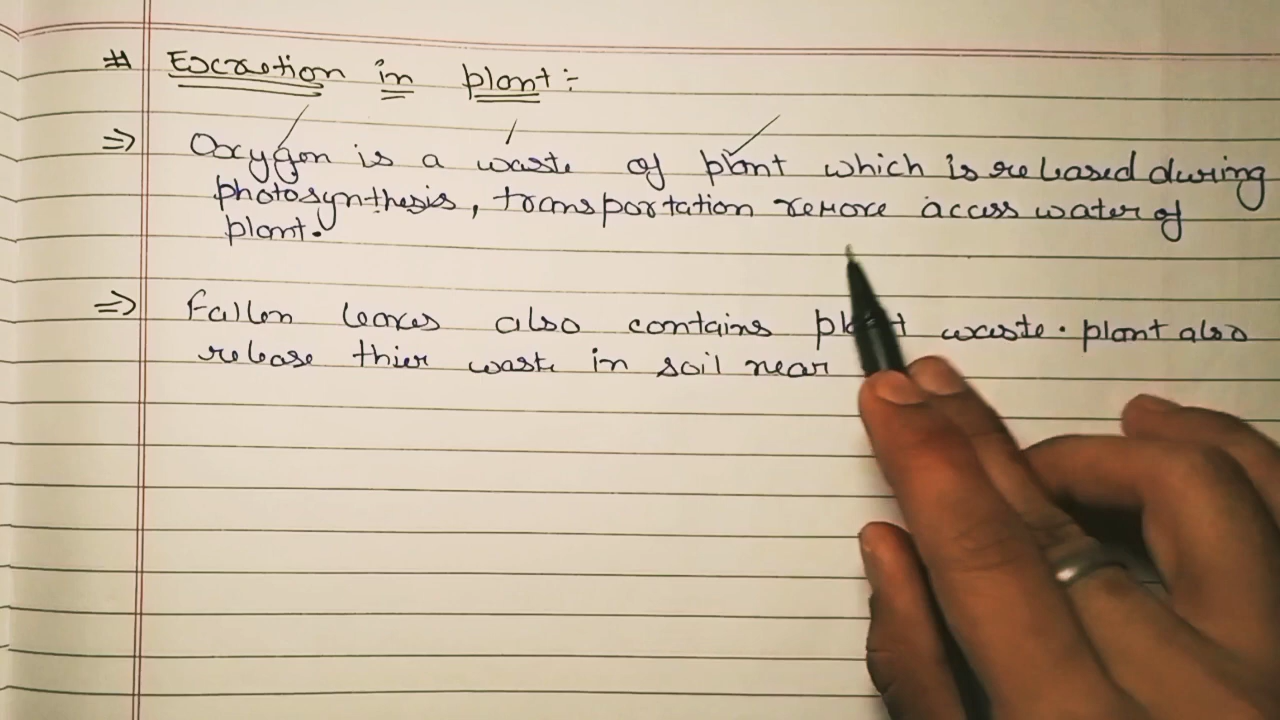 # Excretion in plant :-
⇒ Oxygen is a waste of plant which is released during
photosynthesis, transportation remove access water of
plant.
⇒ Fallen leaves also contains plant waste. plant also
release thier waste in soil near